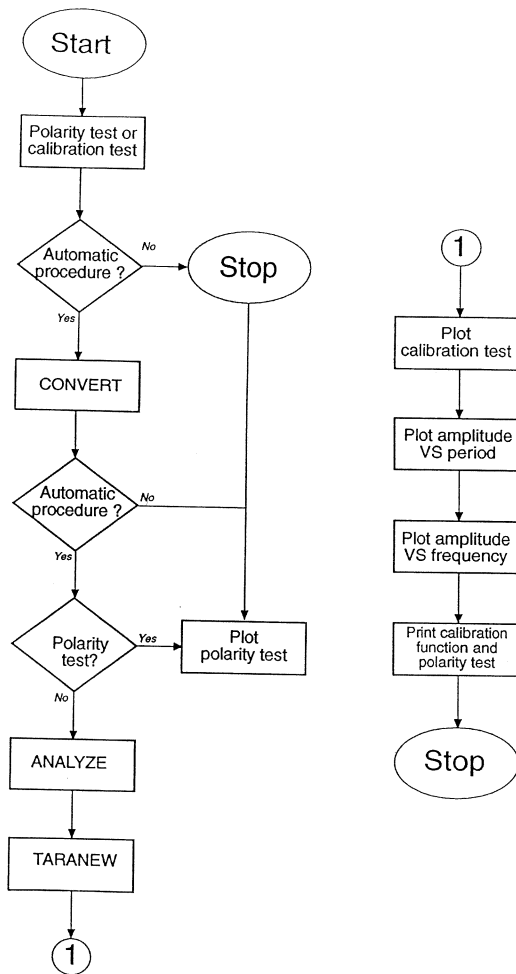 Start
Polarity test or
calibration test
Automatic
procedure ?
No
Stop
Yes
CONVERT
Automatic
procedure ?
No
Yes
Polarity
test?
Yes
Plot
polarity test
No
ANALYZE
TARANEW
1
1
Plot
calibration test
Plot amplitude
VS period
Plot amplitude
VS frequency
Print calibration
function and
polarity test
Stop